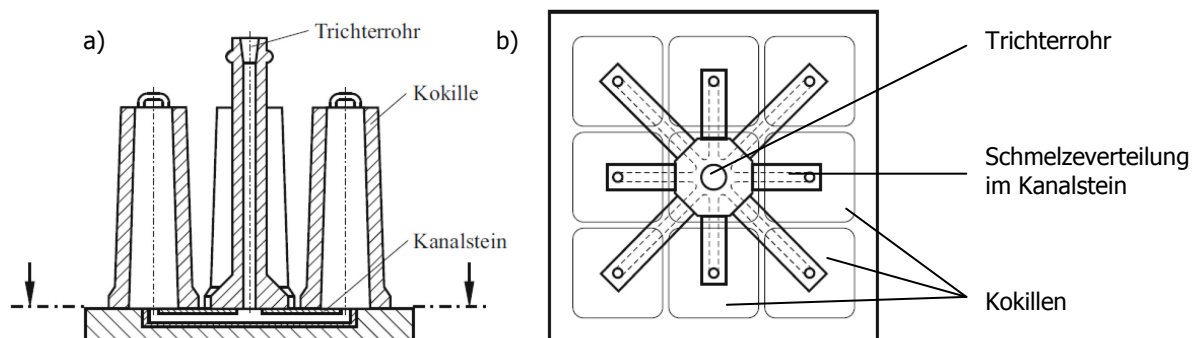 a)
Trichterrohr
Kokille
Kanalstein
b)
Trichterrohr
Schmelzeverteilung
im Kanalstein
Kokillen